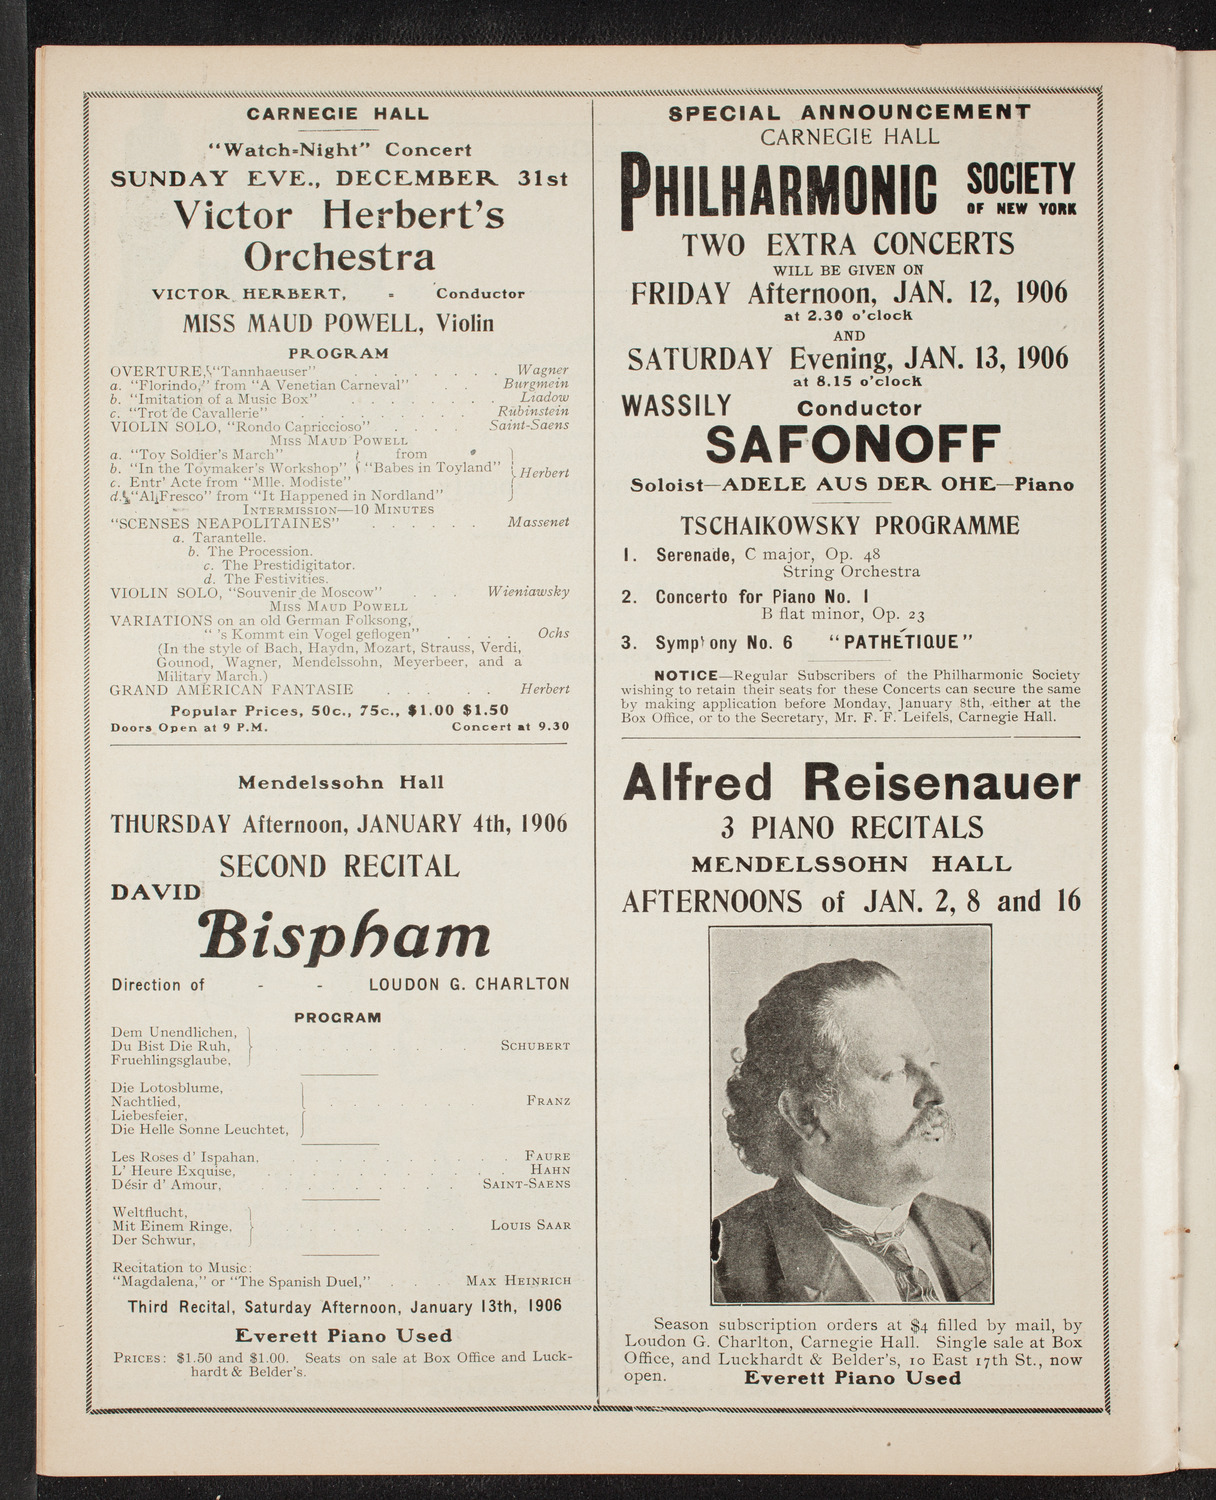 CARNEGIE HALL
“Watch-Night” Concert
SUNDAY EVE., DECEMBER 31st
Victor Herbert's
Orchestra
VICTOR HERBERT, - Conductor
MISS MAUD POWELL, Violin
PROGRAM
OVERTURE, “Tannhaeuser” . . . . . . . . Wagner
a. “Florindo,” from “A Venetian Carneval” . . Burgmein
b. “Imitation of a Music Box” . . . . . . . Liadow
c. “Trot de Cavallerie” . . . . . . . . . Rubinstein
VIOLIN SOLO, “Rondo Capriccioso” . . . . Saint-Saens
MISS MAUD POWELL
a. “Toy Soldier's March” } from
b. “In the Toymaker's Workshop” } “Babes in Toyland”
c. Entr' Acte from “Mlle. Modiste” } Herbert
d. “Al Fresco” from “It Happened in Nordland”
INTERMISSION—10 MINUTES
“SCENSES NEAPOLITAINES” . . . . . . Massenet
a. Tarantelle.
b. The Procession.
c. The Prestidigitator.
d. The Festivities.
VIOLIN SOLO, “Souvenir de Moscow” . . . Wieniawsky
MISS MAUD POWELL
VARIATIONS on an old German Folksong,
“ 's Kommt ein Vogel geflogen” . . . . Ochs
(In the style of Bach, Haydn, Mozart, Strauss, Verdi,
Gounod, Wagner, Mendelssohn, Meyerbeer, and a
Military March.)
GRAND AMERICAN FANTASIE . . . . . Herbert
Popular Prices, 50c., 75c., $1.00 $1.50
Doors Open at 9 P.M. Concert at 9.30
Mendelssohn Hall
THURSDAY Afternoon, JANUARY 4th, 1906
SECOND RECITAL
DAVID
Bispham
Direction of - - LOUDON G. CHARLTON
PROGRAM
Dem Unendlichen,
Du Bist Die Ruh, } . . . . . . . SCHUBERT
Fruehlingsglaube,
Die Lotosblume,
Nachtlied, } . . . . . . . FRANZ
Liebesfeier,
Die Helle Sonne Leuchtet,
Les Roses d' Ispahan, . . . . . . . . . FAURE
L' Heure Exquise, . . . . . . . . . . HAHN
Désir d' Amour, . . . . . . . . SAINT-SAENS
Weltflucht,
Mit Einem Ringe, } . . . . . . . LOUIS SAAR
Der Schwur,
Recitation to Music:
“Magdalena,” or “The Spanish Duel,” . . . MAX HEINRICH
Third Recital, Saturday Afternoon, January 13th, 1906
Everett Piano Used
PRICES: $1.50 and $1.00. Seats on sale at Box Office and Luck-
hardt & Belder's.
SPECIAL ANNOUNCEMENT
CARNEGIE HALL
PHILHARMONIC SOCIETY
OF NEW YORK
TWO EXTRA CONCERTS
WILL BE GIVEN ON
FRIDAY Afternoon, JAN. 12, 1906
at 2.30 o'clock
AND
SATURDAY Evening, JAN. 13, 1906
at 8.15 o'clock
WASSILY Conductor
SAFONOFF
Soloist—ADELE AUS DER OHE—Piano
TSCHAIKOWSKY PROGRAMME
1. Serenade, C major, Op. 48
String Orchestra
2. Concerto for Piano No. 1
B flat minor, Op. 23
3. Symphony No. 6 “PATHÉTIQUE”
NOTICE—Regular Subscribers of the Philharmonic Society
wishing to retain their seats for these Concerts can secure the same
by making application before Monday, January 8th, either at the
Box Office, or to the Secretary, Mr. F. F. Leifels, Carnegie Hall.
Alfred Reisenauer
3 PIANO RECITALS
MENDELSSOHN HALL
AFTERNOONS of JAN. 2, 8 and 16
Season subscription orders at $4 filled by mail, by
Loudon G. Charlton, Carnegie Hall. Single sale at Box
Office, and Luckhardt & Belder's, 10 East 17th St., now
open. Everett Piano Used